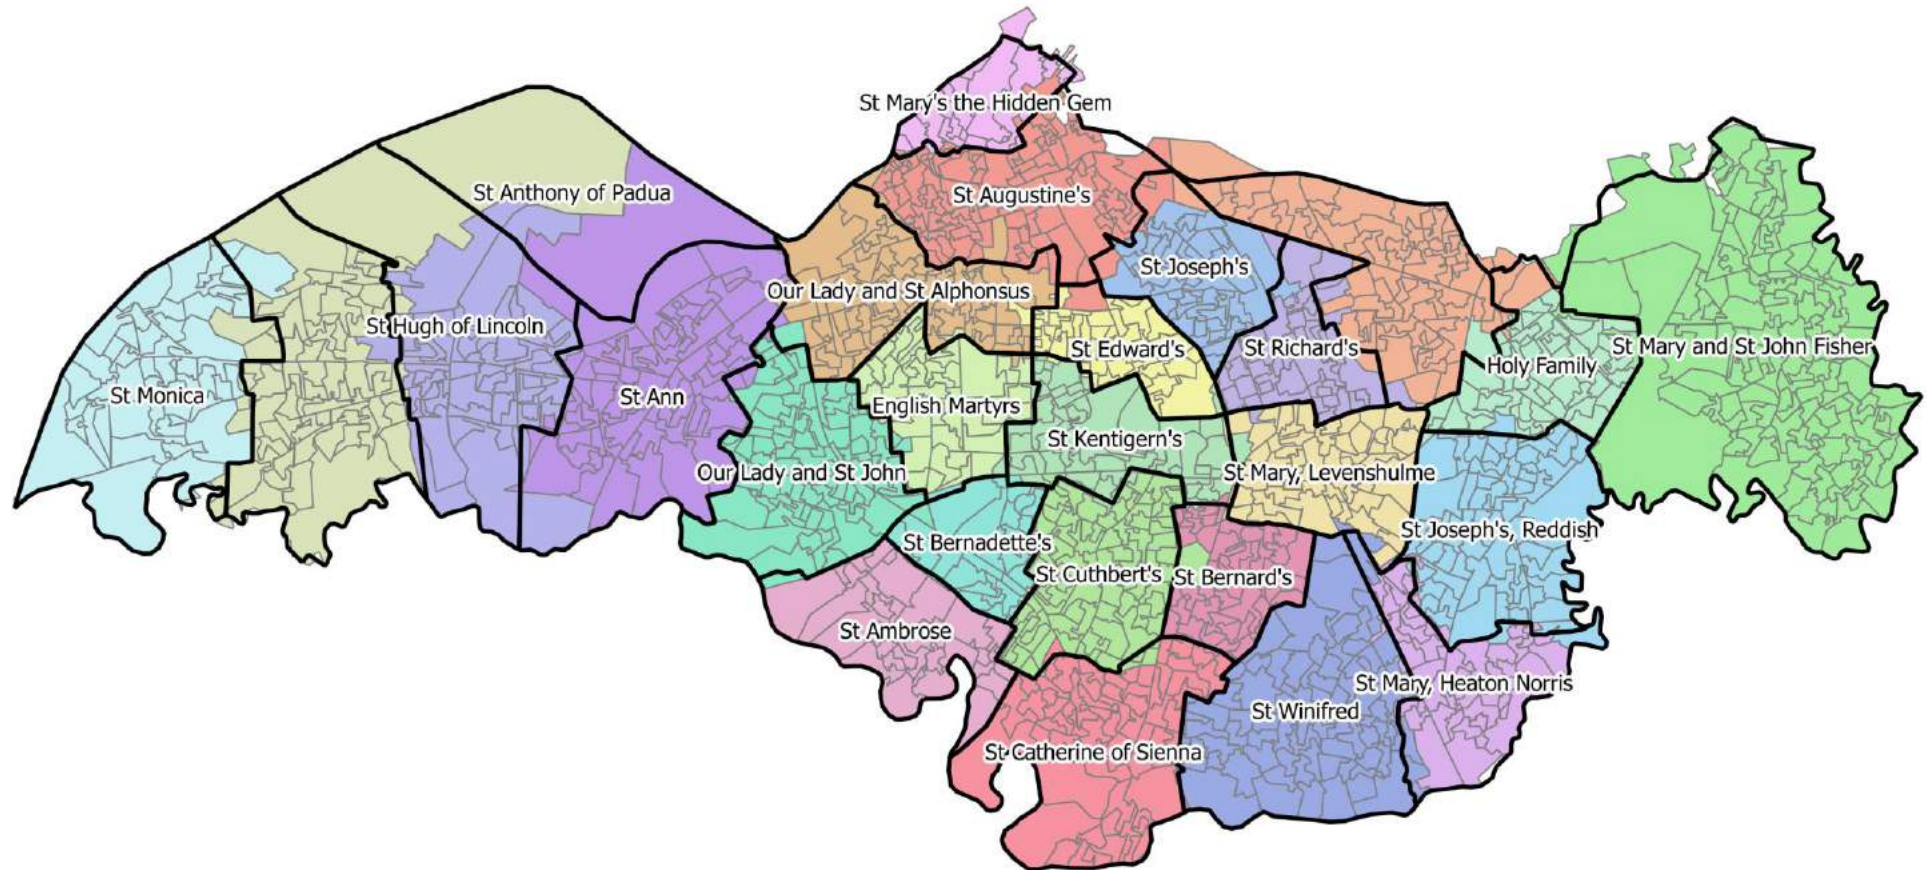 St Mary's the Hidden Gem
St Anthony of Padua
St Augustine's
St Joseph's
Our Lady and St Alphonsus
St Hugh of Lincoln
St Edward's
St Richard's
St Mary and St John Fisher
Holy Family
St Monica
St Ann
English Martyrs
St Kentigern's
Our Lady and St John
St Mary, Levenshulme
St Joseph's, Reddish
St Bernadette's
St Cuthbert's
St Bernard's
St Ambrose
St Mary, Heaton Norris
St Winifred
St Catherine of Sienna